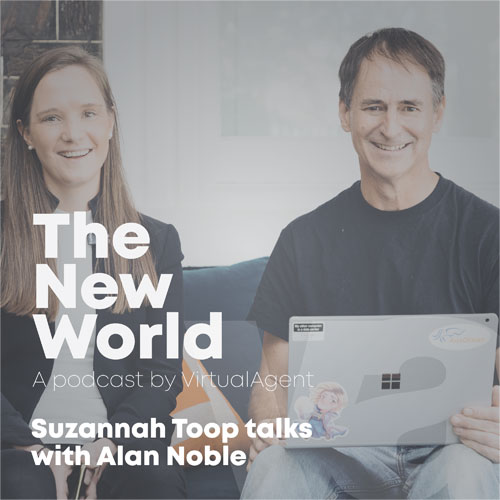 The
New
World
A podcast by VirtualAgent
Suzannah Toop talks
with Alan Noble